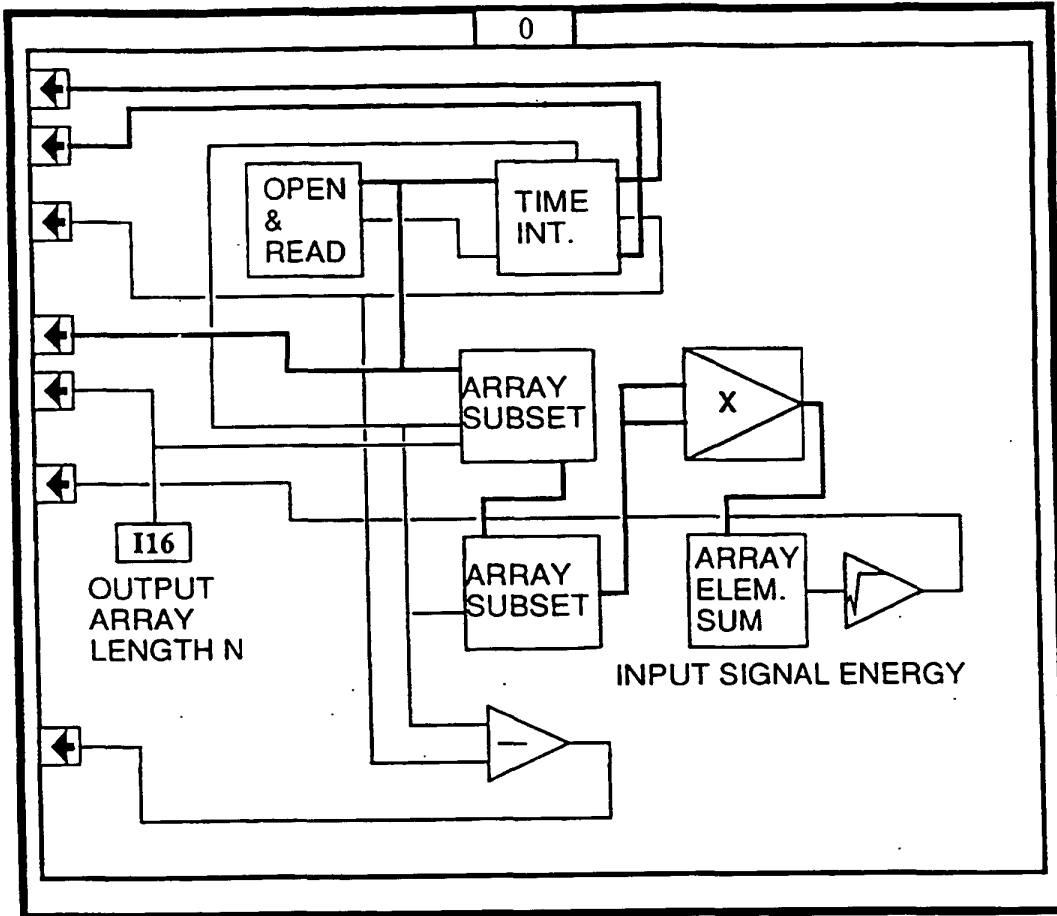 0
OPEN
&
READ
TIME
INT.
ARRAY
SUBSET
X
I16
OUTPUT
ARRAY
LENGTH N
ARRAY
SUBSET
ARRAY
ELEM.
SUM
INPUT SIGNAL ENERGY